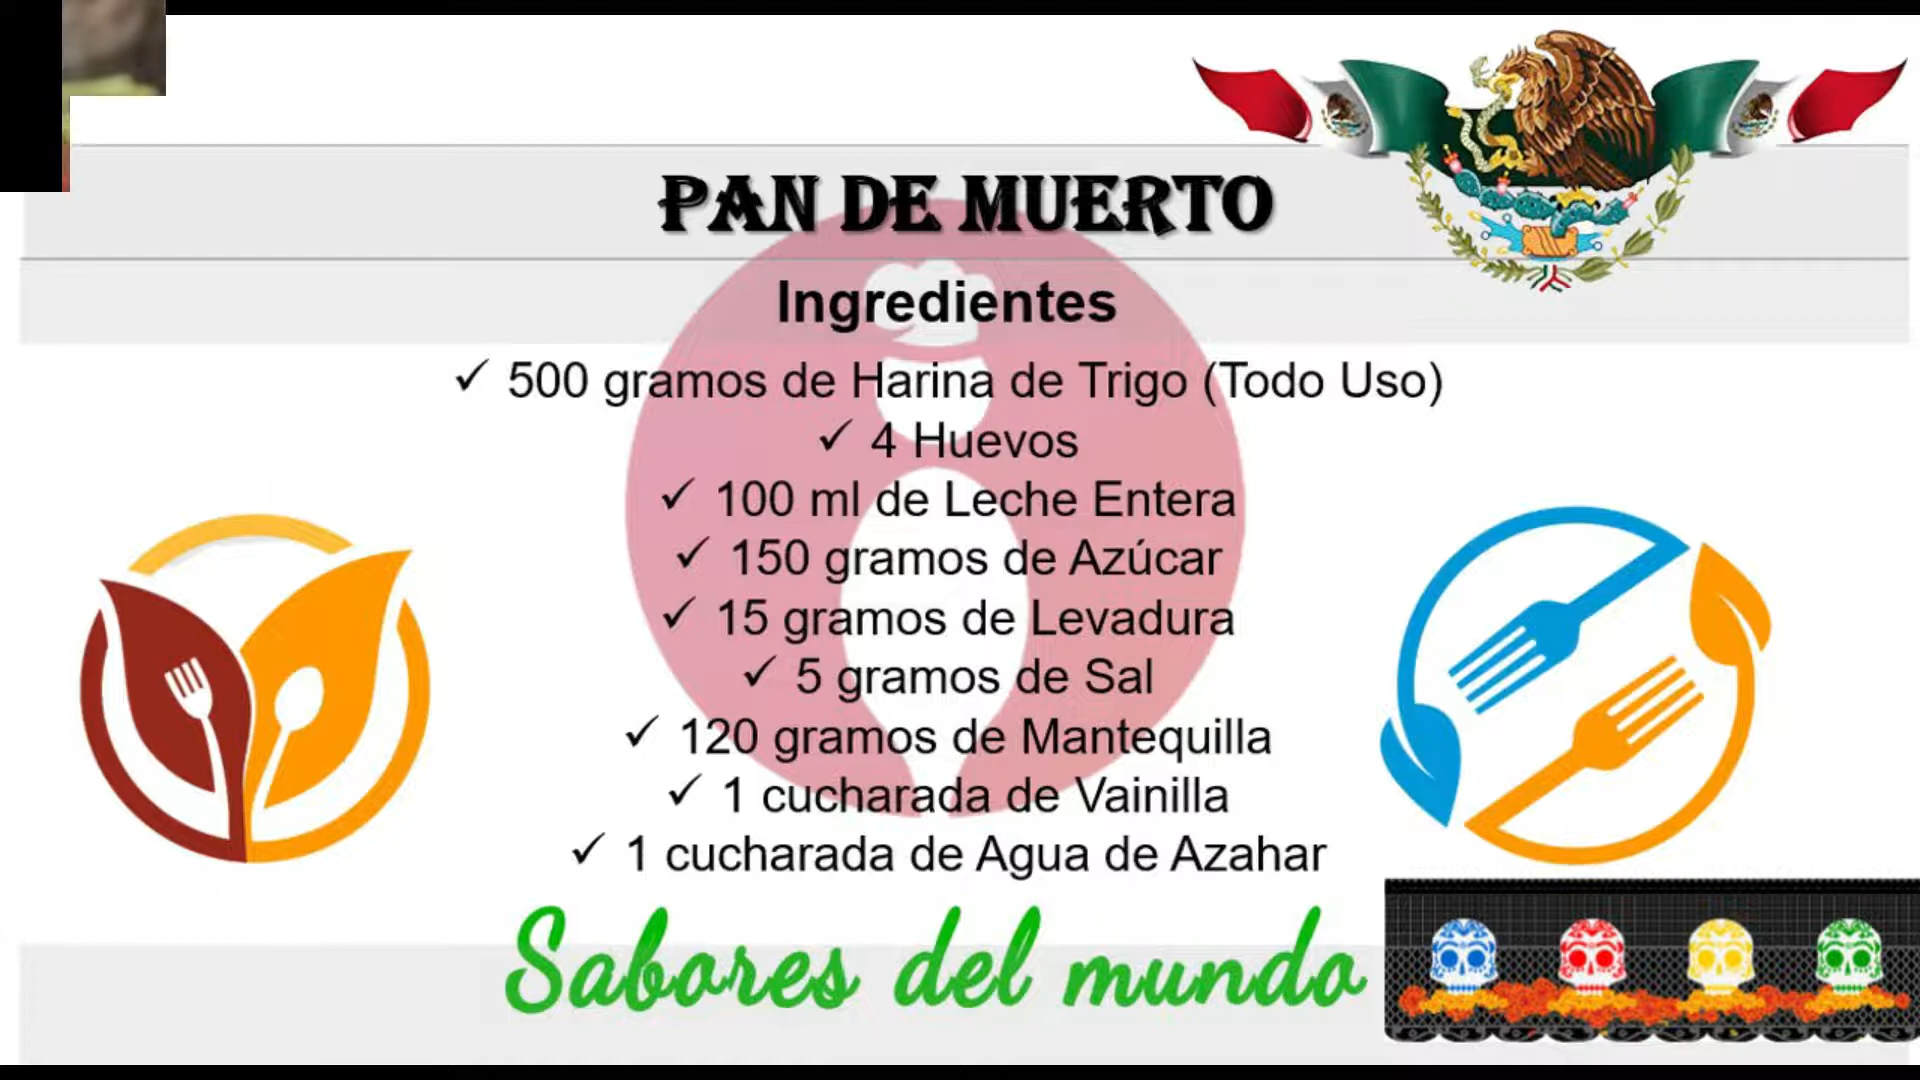 PAN DE MUERTO
Ingredientes
✓ 500 gramos de Harina de Trigo (Todo Uso)
✓ 4 Huevos
✓ 100 ml de Leche Entera
✓ 150 gramos de Azúcar
✓ 15 gramos de Levadura
✓ 5 gramos de Sal
✓ 120 gramos de Mantequilla
✓ 1 cucharada de Vainilla
✓ 1 cucharada de Agua de Azahar
Sabores del mundo